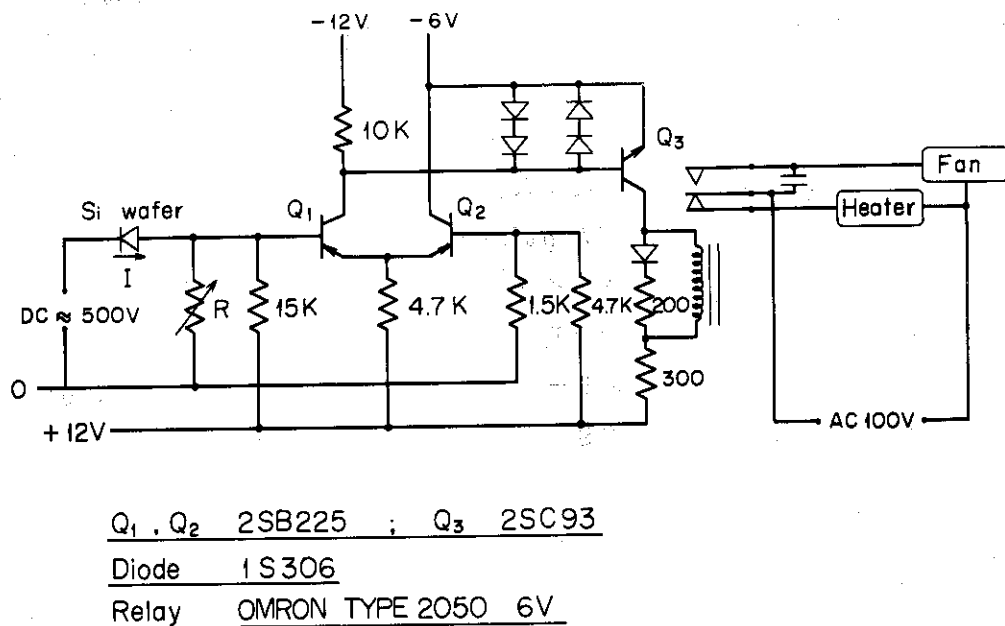 -12V
-6V
10K
Q₃
Fan
Si wafer
Q₁
Q₂
Heater
I
DC ≈ 500V
R
15K
4.7K
1.5K
4.7K
200
300
O
+12V
AC 100V
Q₁ , Q₂ 2SB225 ; Q₃ 2SC93
Diode 1S306
Relay OMRON TYPE 2050 6V